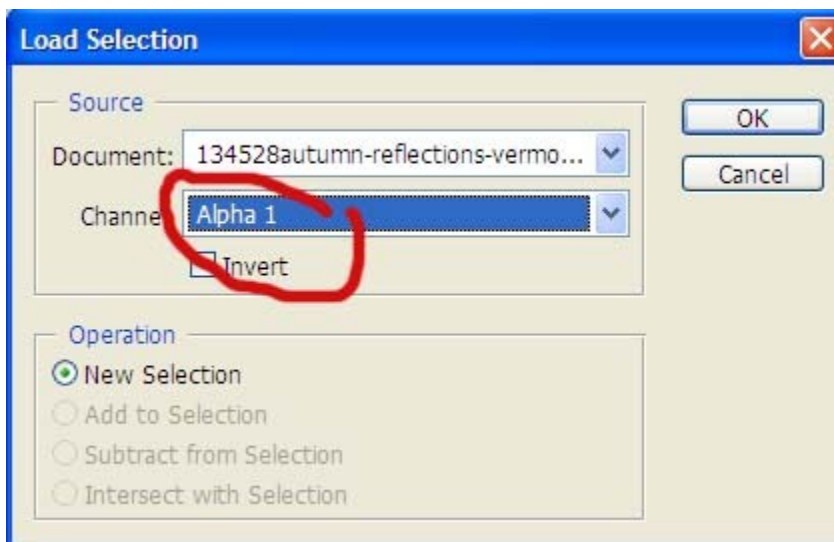 Load Selection
Source
OK
Document: 134528autumn-reflections-vermo...
Cancel
Channe Alpha 1
Invert
Operation
New Selection
Add to Selection
Subtract from Selection
Intersect with Selection